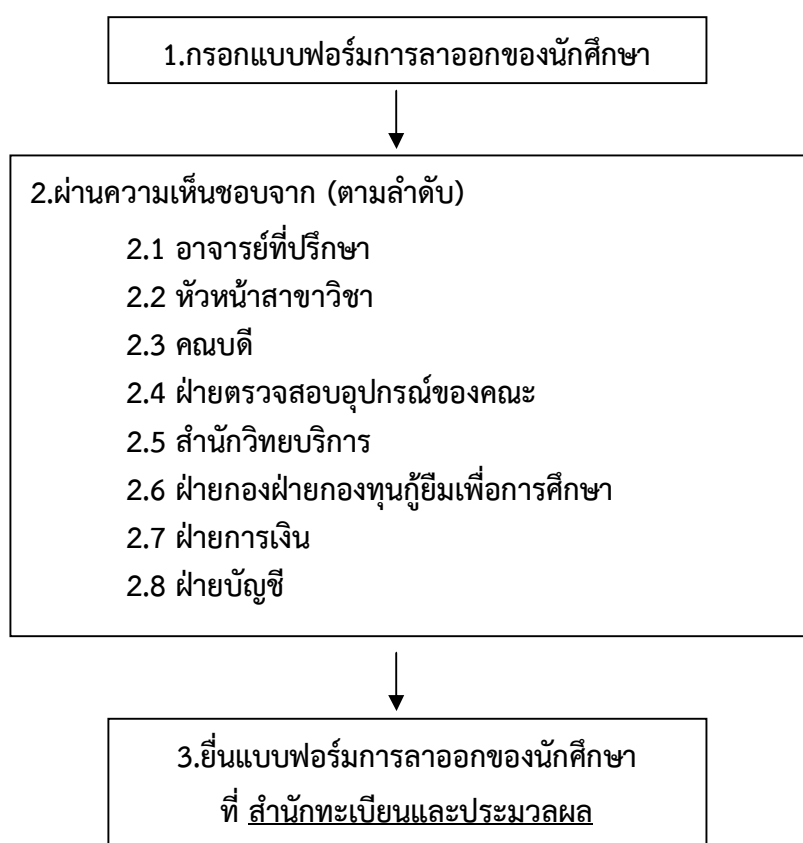 1.กรอกแบบฟอร์มการลาออกของนักศึกษา
2.ผ่านความเห็นชอบจาก (ตามลำดับ)
2.1 อาจารย์ที่ปรึกษา
2.2 หัวหน้าสาขาวิชา
2.3 คณบดี
2.4 ฝ่ายตรวจสอบอุปกรณ์ของคณะ
2.5 สำนักวิทยบริการ
2.6 ฝ่ายกองฝ่ายกองทุนกู้ยืมเพื่อการศึกษา
2.7 ฝ่ายการเงิน
2.8 ฝ่ายบัญชี
3.ยื่นแบบฟอร์มการลาออกของนักศึกษา
ที่ สำนักทะเบียนและประมวลผล